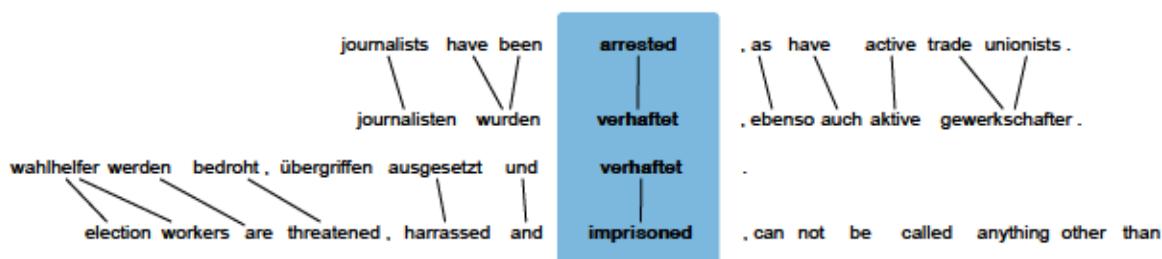 journalists have been arrested , as have active trade unionists .
journalisten wurden verhaftet , ebenso auch aktive gewerkschafter .
wahlhelfer werden bedroht , übergriffen ausgesetzt und verhaftet .
election workers are threatened , harrassed and imprisoned , can not be called anything other than